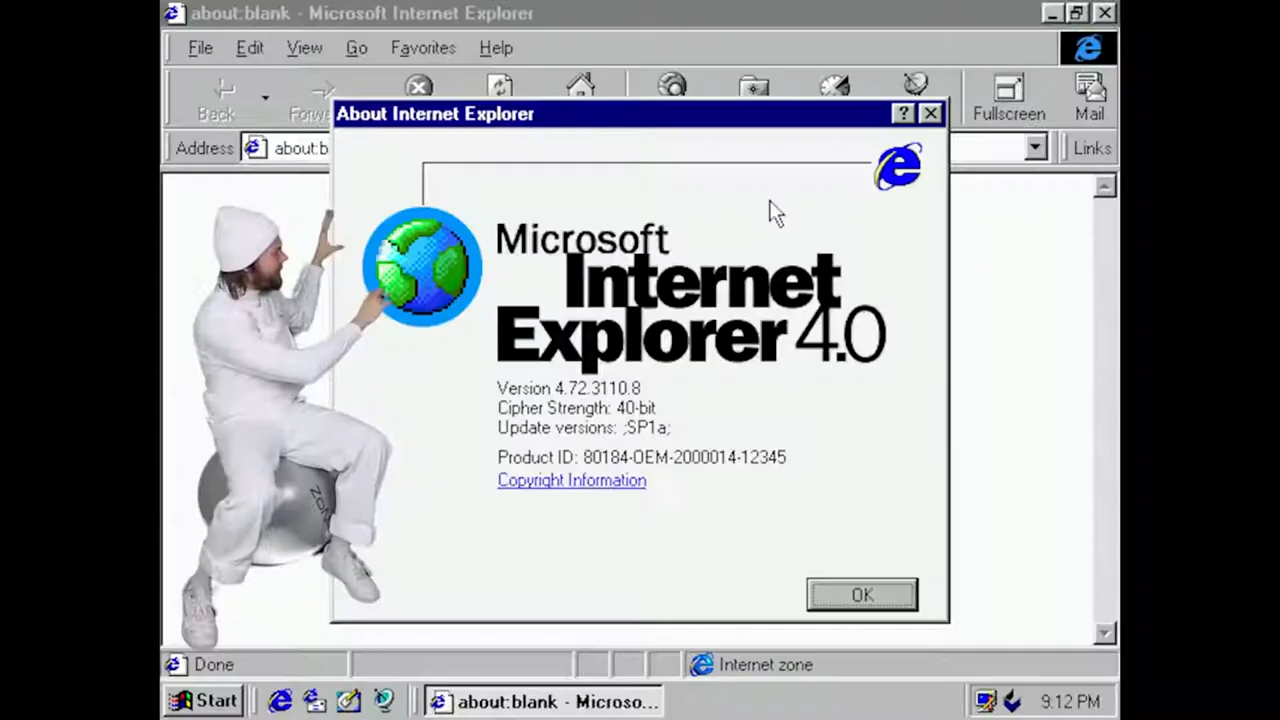 about:blank - Microsoft Internet Explorer
File Edit View Go Favorites Help
Back Forw Fullscreen Mail
Address about:b Links
About Internet Explorer
Microsoft
Internet
Explorer 4.0
Version 4.72.3110.8
Cipher Strength: 40-bit
Update versions: ;SP1a;
Product ID: 80184-OEM-2000014-12345
Copyright Information
OK
Done Internet zone
Start about:blank - Microso... 9:12 PM